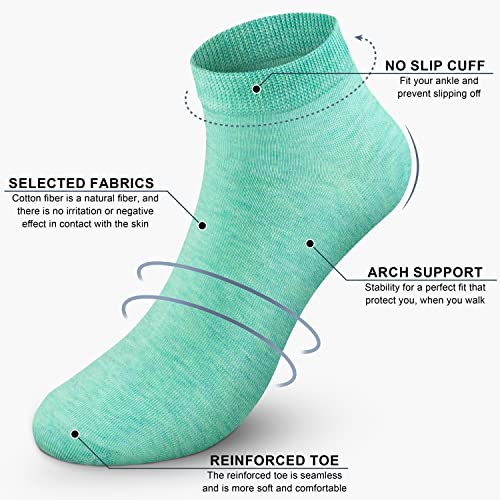 NO SLIP CUFF
Fit your ankle and
prevent slipping off
SELECTED FABRICS
Cotton fiber is a natural fiber, and
there is no irritation or negative
effect in contact with the skin
ARCH SUPPORT
Stability for a perfect fit that
protect you, when you walk
REINFORCED TOE
The reinforced toe is seamless
and is more soft and comfortable